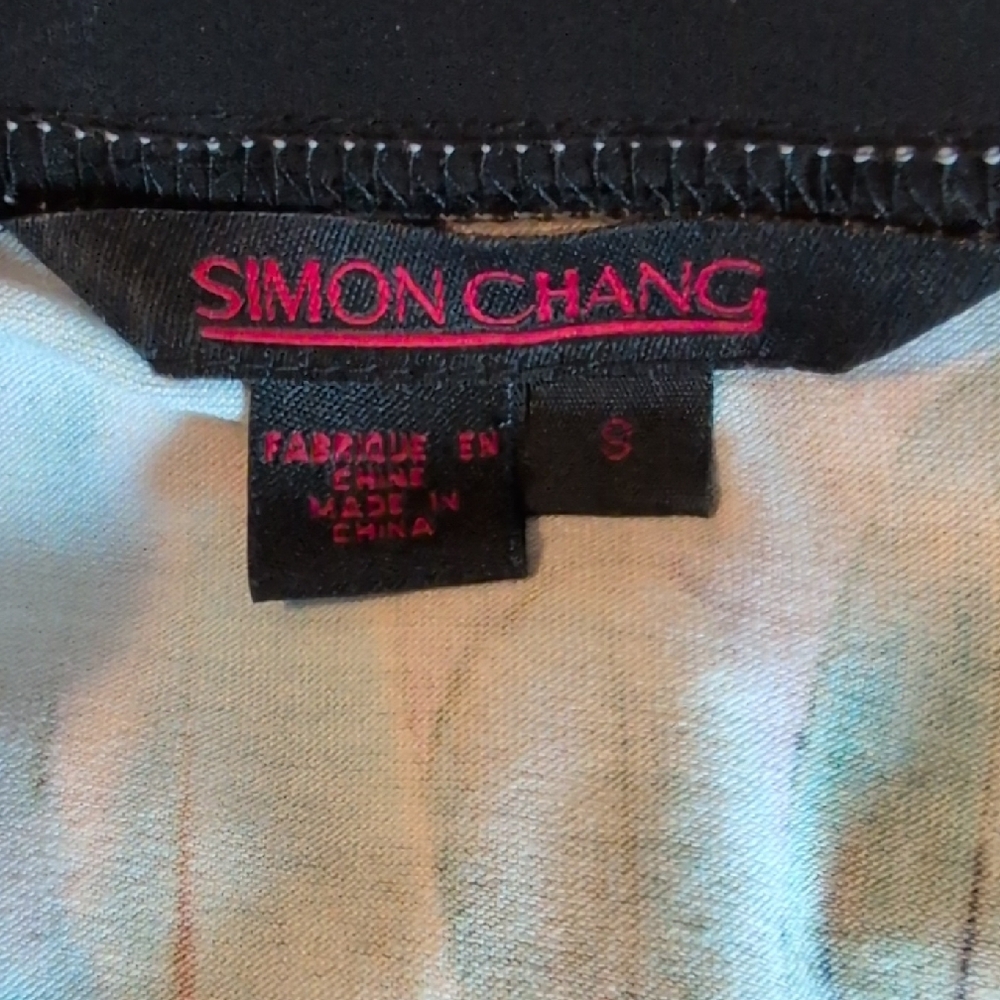 SIMON CHANG
FABRIQUE EN
CHINE
MADE IN
CHINA
S